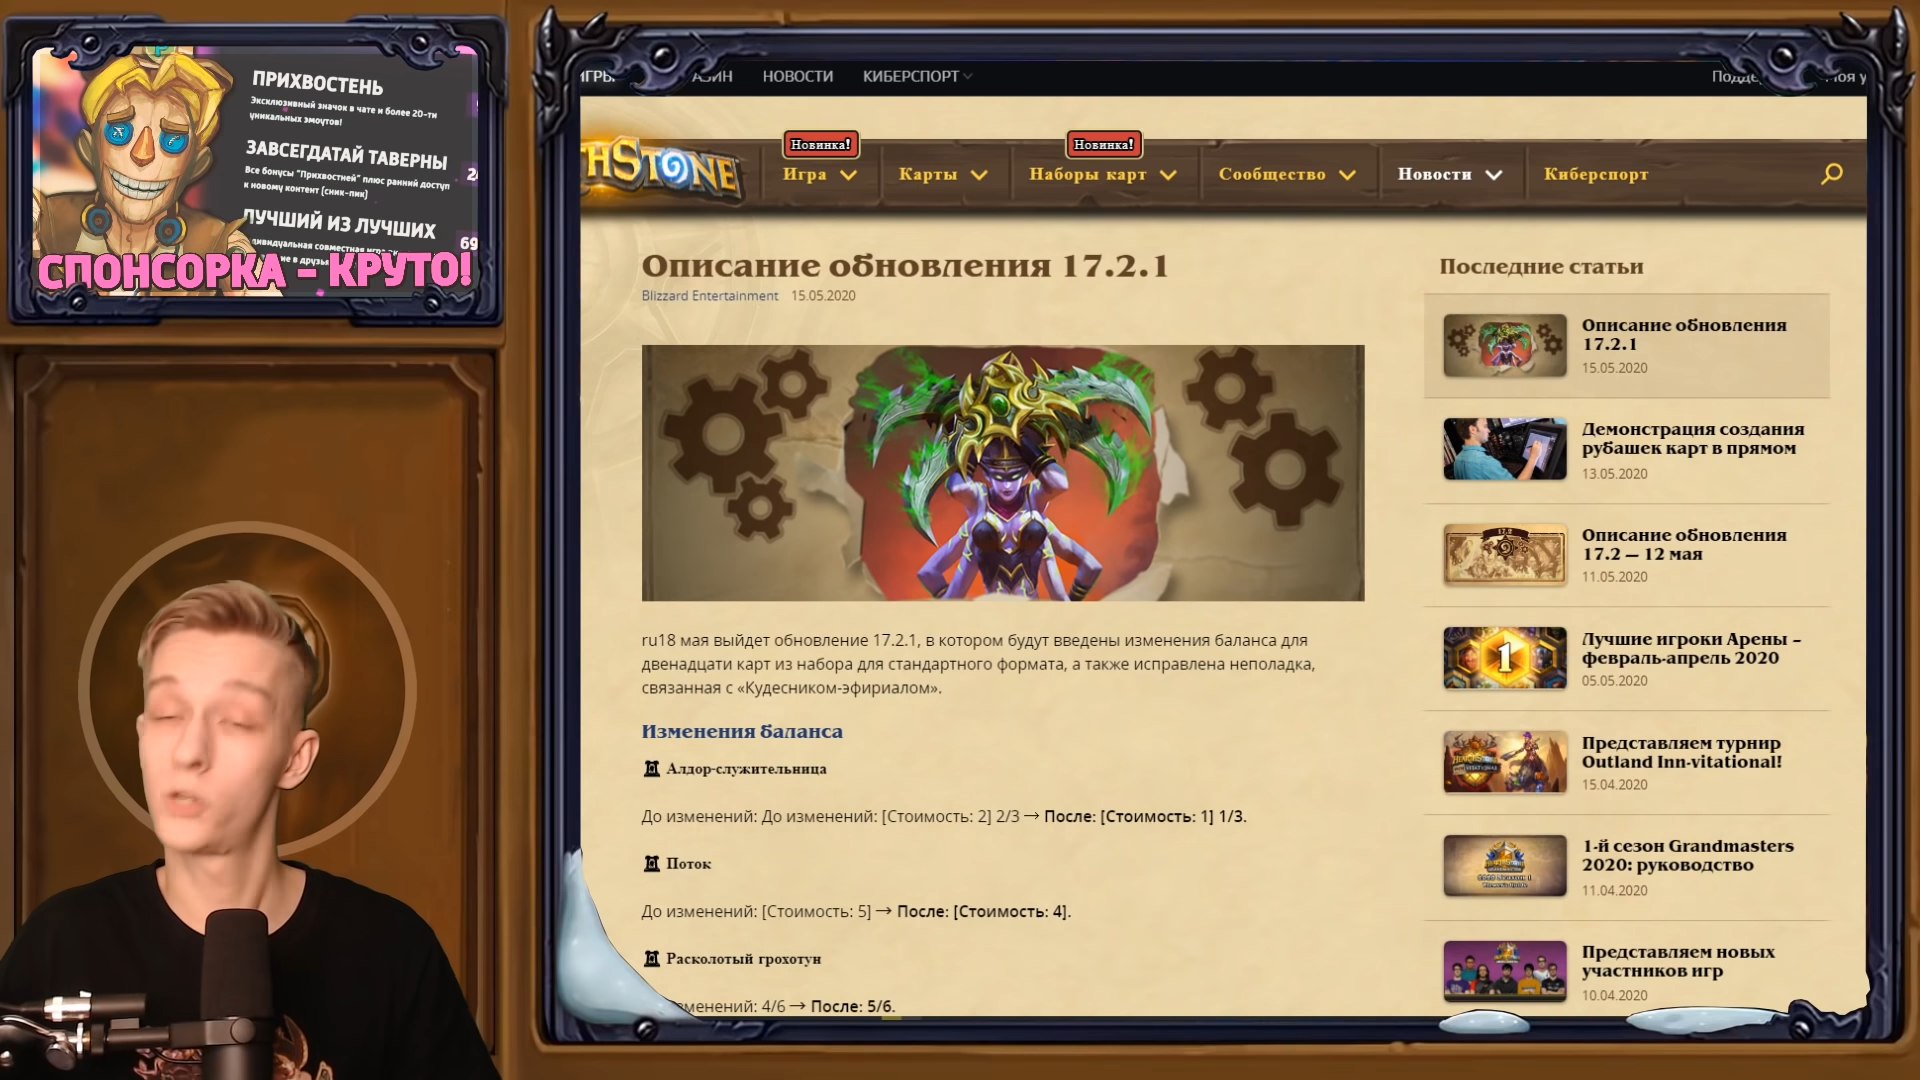 ПРИХВОСТЕНЬ
Эксклюзивный значок в чате и более 20-ти
уникальных эмоутов!
ЗАВСЕГДАТАЙ ТАВЕРНЫ
Все бонусы "Прихвостней" плюс ранний доступ
к новому контент (сник-пик)
ЛУЧШИЙ ИЗ ЛУЧШИХ
69
СПОНСОРКА - КРУТО!
АЗИН НОВОСТИ КИБЕРСПОРТ
THSTONE
Новинка! Новинка!
Игра Карты Наборы карт Сообщество Новости Киберспорт
Описание обновления 17.2.1
Blizzard Entertainment 15.05.2020
ru18 мая выйдет обновление 17.2.1, в котором будут введены изменения баланса для
двенадцати карт из набора для стандартного формата, а также исправлена неполадка,
связанная с «Кудесником-эфириалом».
Изменения баланса
Алдор-служительница
До изменений: До изменений: [Стоимость: 2] 2/3 → После: [Стоимость: 1] 1/3.
Поток
До изменений: [Стоимость: 5] → После: [Стоимость: 4].
Расколотый грохотун
зменений: 4/6 → После: 5/6.
Последние статьи
Описание обновления
17.2.1
15.05.2020
Демонстрация создания
рубашек карт в прямом
13.05.2020
17.2
Описание обновления
17.2 — 12 мая
11.05.2020
1
Лучшие игроки Арены –
февраль-апрель 2020
05.05.2020
Представляем турнир
Outland Inn-vitational!
15.04.2020
1-й сезон Grandmasters
2020: руководство
11.04.2020
Представляем новых
участников игр
10.04.2020